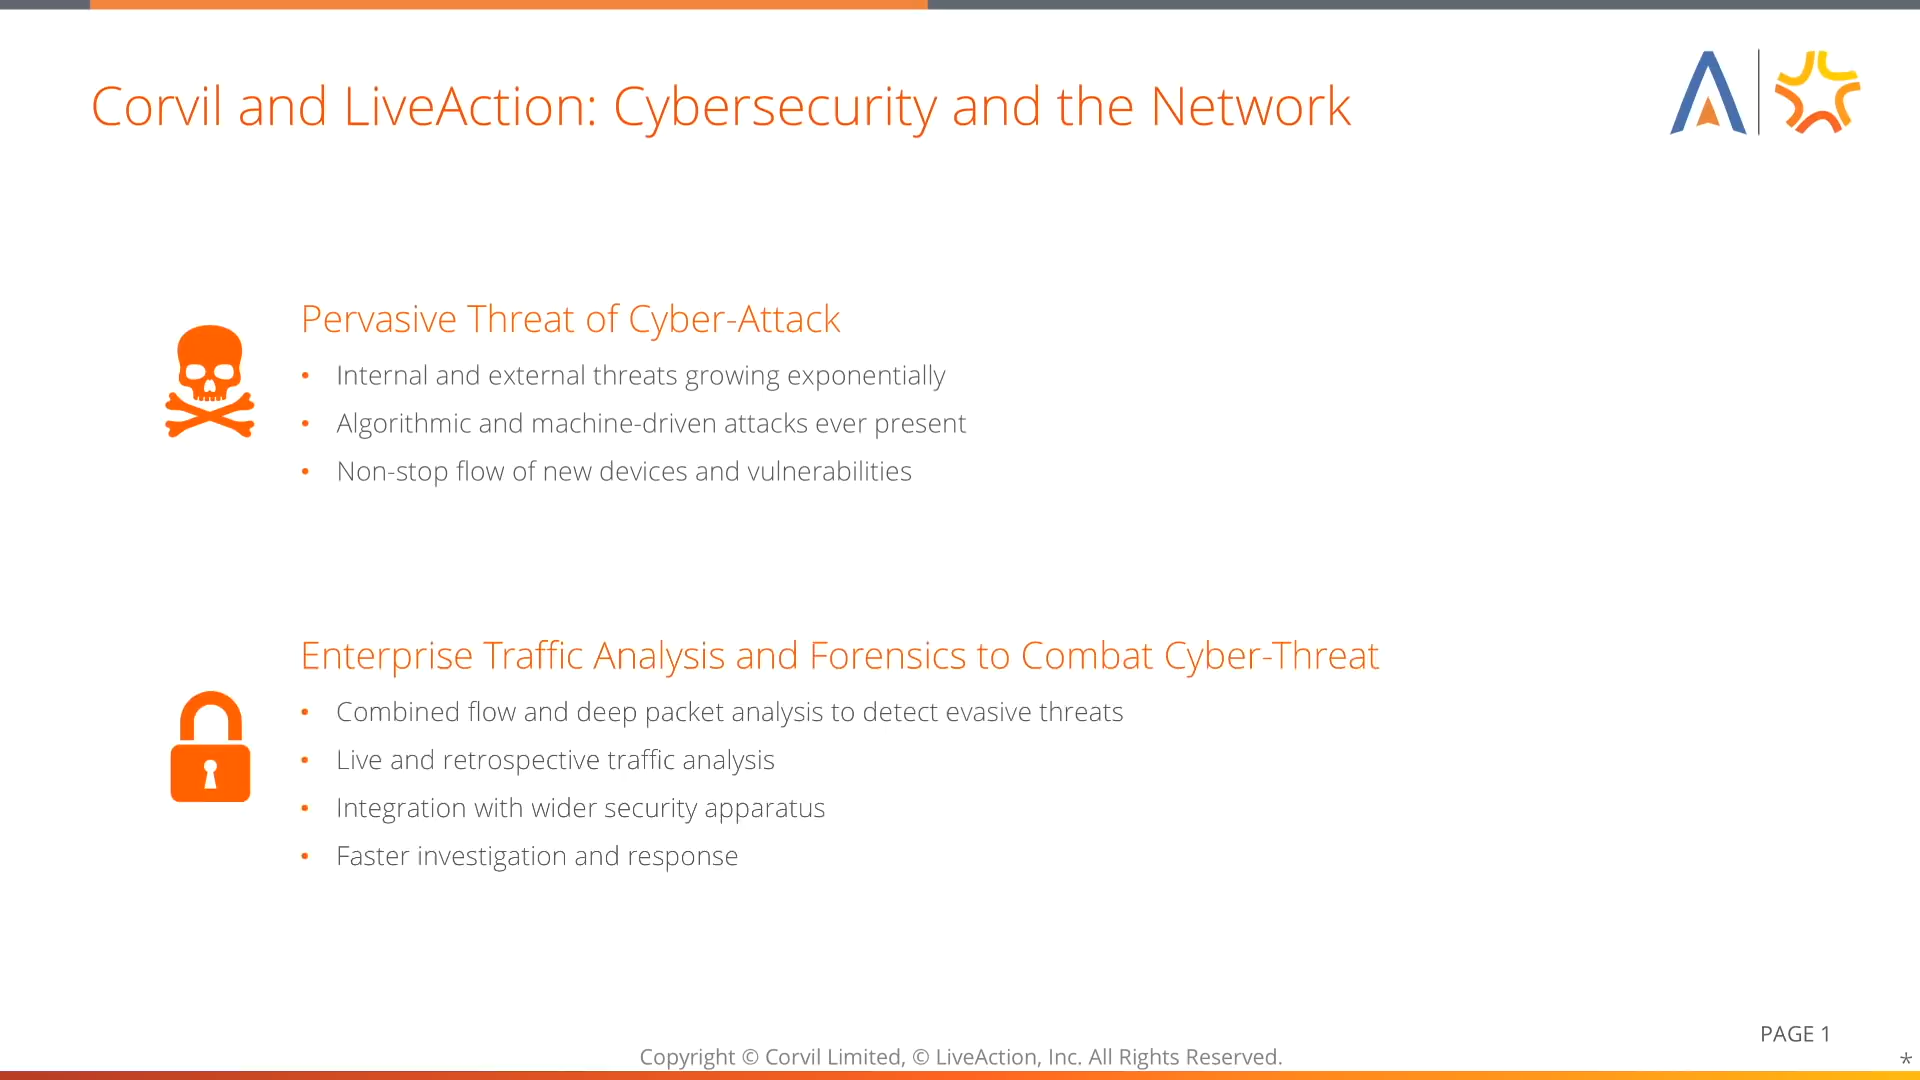 Corvil and LiveAction: Cybersecurity and the Network
Pervasive Threat of Cyber-Attack
• Internal and external threats growing exponentially
• Algorithmic and machine-driven attacks ever present
• Non-stop flow of new devices and vulnerabilities
Enterprise Traffic Analysis and Forensics to Combat Cyber-Threat
• Combined flow and deep packet analysis to detect evasive threats
• Live and retrospective traffic analysis
• Integration with wider security apparatus
• Faster investigation and response
PAGE 1
Copyright © Corvil Limited, © LiveAction, Inc. All Rights Reserved.
*